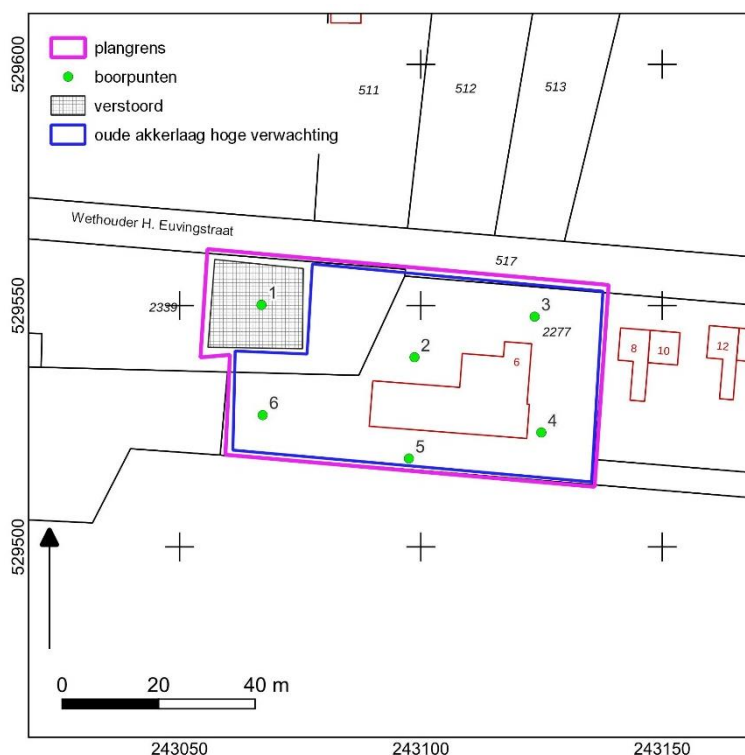 529600
plangrens
boorpunten
verstoord
oude akkerlaag hoge verwachting
511
512
513
Wethouder H. Euvingstraat
517
529550
2339
1
3
2277
2
6
8
10
12
6
4
5
529500
0 20 40 m
243050 243100 243150